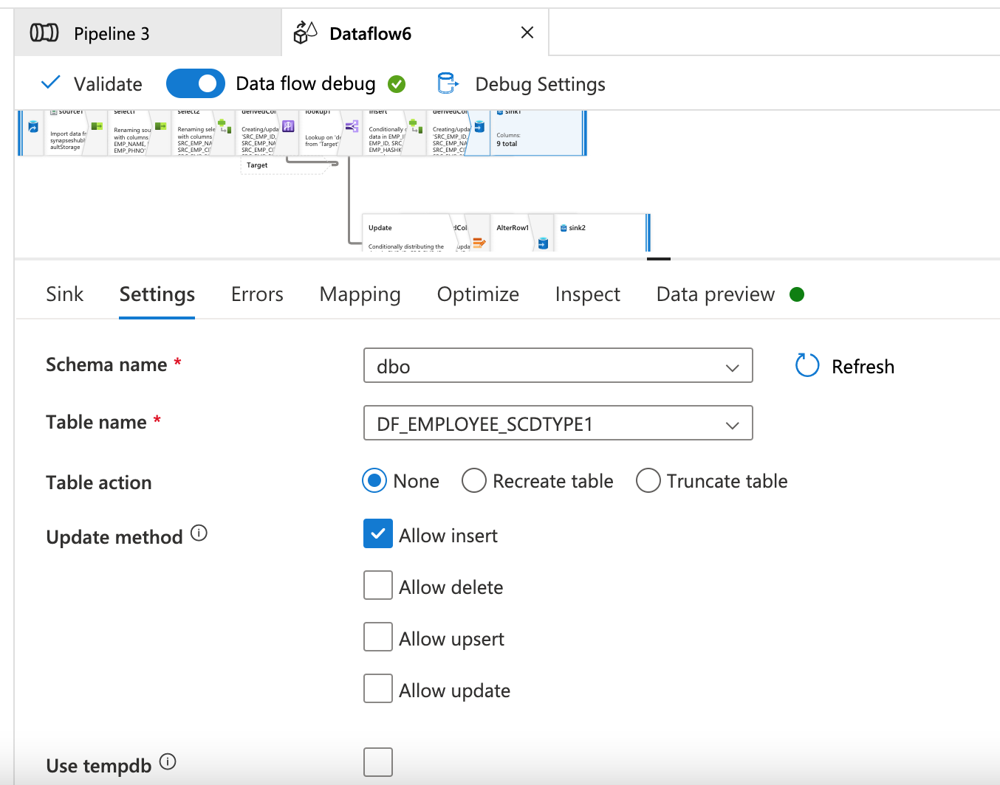 Pipeline 3
Dataflow6
Validate
Data flow debug
Debug Settings
source1
select1
select2
derivedCol
lookup1
insert
derivedCol
sink1
Import data fr
synapseshubl
aultStorage
Renaming sou
with columns
EMP_NAME,
EMP_PHNO'
Renaming sele
with columns
SRC_EMP_NA
SRC_EMP_CI
Creating/upda
'SRC_EMP_ID,
SRC_EMP_NA
SRC_EMP_CI
Lookup on 'de
from 'Target'
Conditionally
data in EMP_I
EMP_ID, SRC
EMP_HASHK
Creating/upda
'SRC_EMP_ID,
SRC_EMP_NA
SRC_EMP_CI
Columns:
9 total
Target
Update
Conditionally distributing the
dCol
upda
AlterRow1
sink2
Sink
Settings
Errors
Mapping
Optimize
Inspect
Data preview
Schema name *
dbo
Refresh
Table name *
DF_EMPLOYEE_SCDTYPE1
Table action
None
Recreate table
Truncate table
Update method
Allow insert
Allow delete
Allow upsert
Allow update
Use tempdb